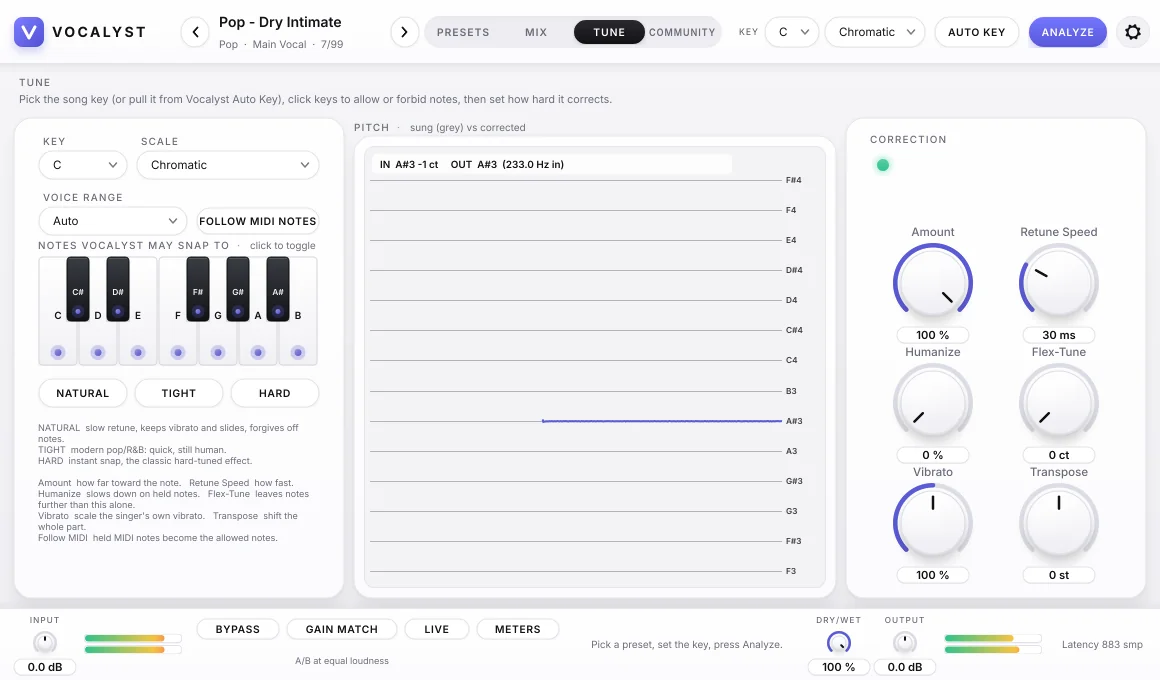 VOCALYST
Pop - Dry Intimate
Pop · Main Vocal · 7/99
PRESETS MIX TUNE COMMUNITY
KEY C Chromatic AUTO KEY ANALYZE
TUNE
Pick the song key (or pull it from Vocalyst Auto Key), click keys to allow or forbid notes, then set how hard it corrects.
KEY SCALE
C Chromatic
VOICE RANGE
Auto FOLLOW MIDI NOTES
NOTES VOCALYST MAY SNAP TO · click to toggle
C# D# F# G# A#
C D E F G A B
NATURAL TIGHT HARD
NATURAL slow retune, keeps vibrato and slides, forgives off
notes.
TIGHT modern pop/R&B: quick, still human.
HARD instant snap, the classic hard-tuned effect.
Amount how far toward the note. Retune Speed how fast.
Humanize slows down on held notes. Flex-Tune leaves notes
further than this alone.
Vibrato scale the singer's own vibrato. Transpose shift the
whole part.
Follow MIDI held MIDI notes become the allowed notes.
PITCH · sung (grey) vs corrected
IN A#3 -1 ct OUT A#3 (233.0 Hz in)
F#4
F4
E4
D#4
D4
C#4
C4
B3
A#3
A3
G#3
G3
F#3
F3
CORRECTION
Amount Retune Speed
100 % 30 ms
Humanize Flex-Tune
0 % 0 ct
Vibrato Transpose
100 % 0 st
INPUT
0.0 dB
BYPASS GAIN MATCH LIVE METERS
A/B at equal loudness
Pick a preset, set the key, press Analyze.
DRY/WET OUTPUT
100 % 0.0 dB
Latency 883 smp